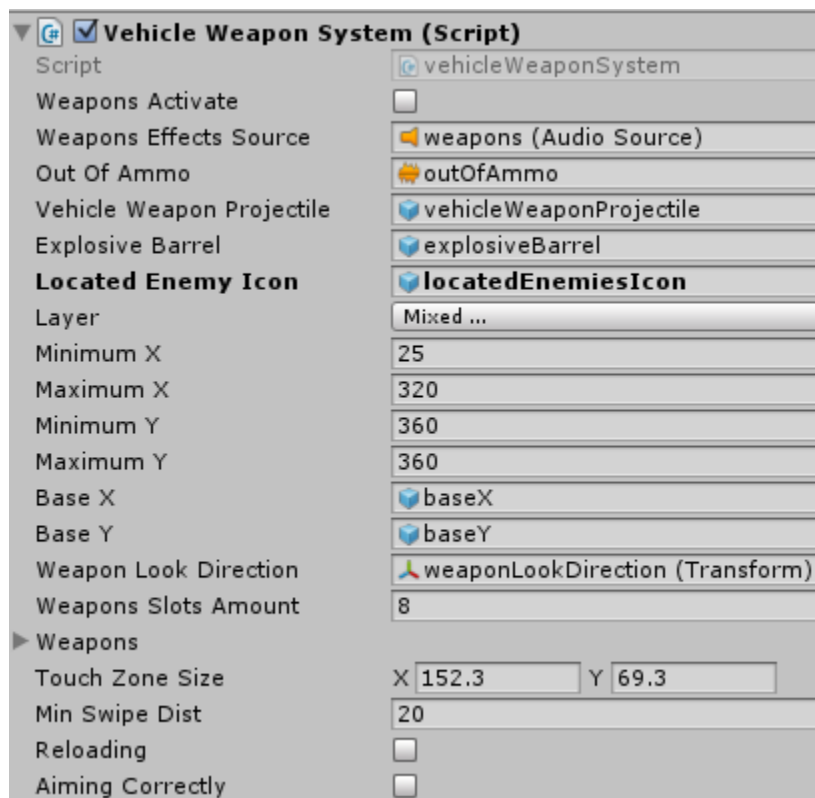 Vehicle Weapon System (Script)
Script vehicleWeaponSystem
Weapons Activate
Weapons Effects Source weapons (Audio Source)
Out Of Ammo outOfAmmo
Vehicle Weapon Projectile vehicleWeaponProjectile
Explosive Barrel explosiveBarrel
Located Enemy Icon locatedEnemiesIcon
Layer Mixed ...
Minimum X 25
Maximum X 320
Minimum Y 360
Maximum Y 360
Base X baseX
Base Y baseY
Weapon Look Direction weaponLookDirection (Transform)
Weapons Slots Amount 8
Weapons
Touch Zone Size X 152.3 Y 69.3
Min Swipe Dist 20
Reloading
Aiming Correctly